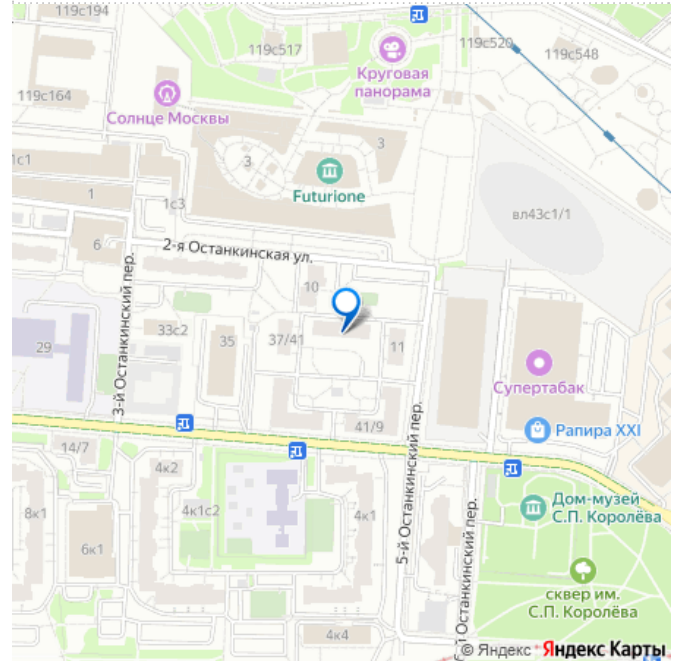 119с194
119с517
119с520
119с548
Круговая
панорама
119с164
Солнце Москвы
1с1
3
3
Futurione
1
1с3
вл43с1/1
6
2-я Останкинская ул.
10
3-й Останкинский пер.
33с2
35
37/41
11
29
Супертабак
14/7
41/9
Рапира XXI
4к2
5-й Останкинский пер.
Дом-музей
С.П. Королёва
8к1
4к1с2
4к1
6к1
сквер им.
С.П. Королёва
4к4
й Останкинский пер.
© Яндекс Яндекс Карты